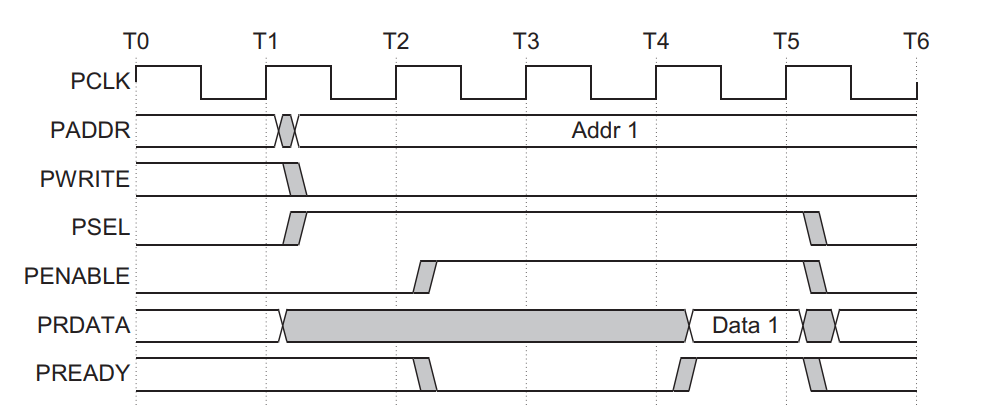 T0 T1 T2 T3 T4 T5 T6
PCLK
PADDR Addr 1
PWRITE
PSEL
PENABLE
PRDATA Data 1
PREADY